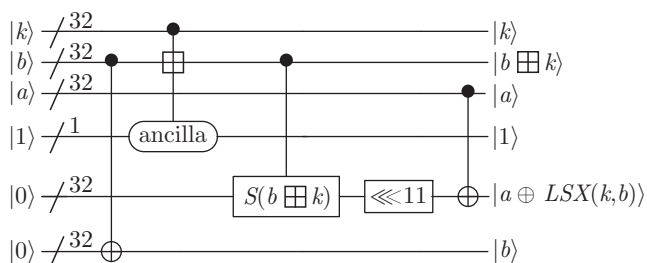 |k⟩ 32 |k⟩
|b⟩ 32 |b ⊞ k⟩
|a⟩ 32 |a⟩
|1⟩ 1 ancilla |1⟩
|0⟩ 32 S(b ⊞ k) ⋘11 |a ⊕ LSX(k,b)⟩
|0⟩ 32 |b⟩